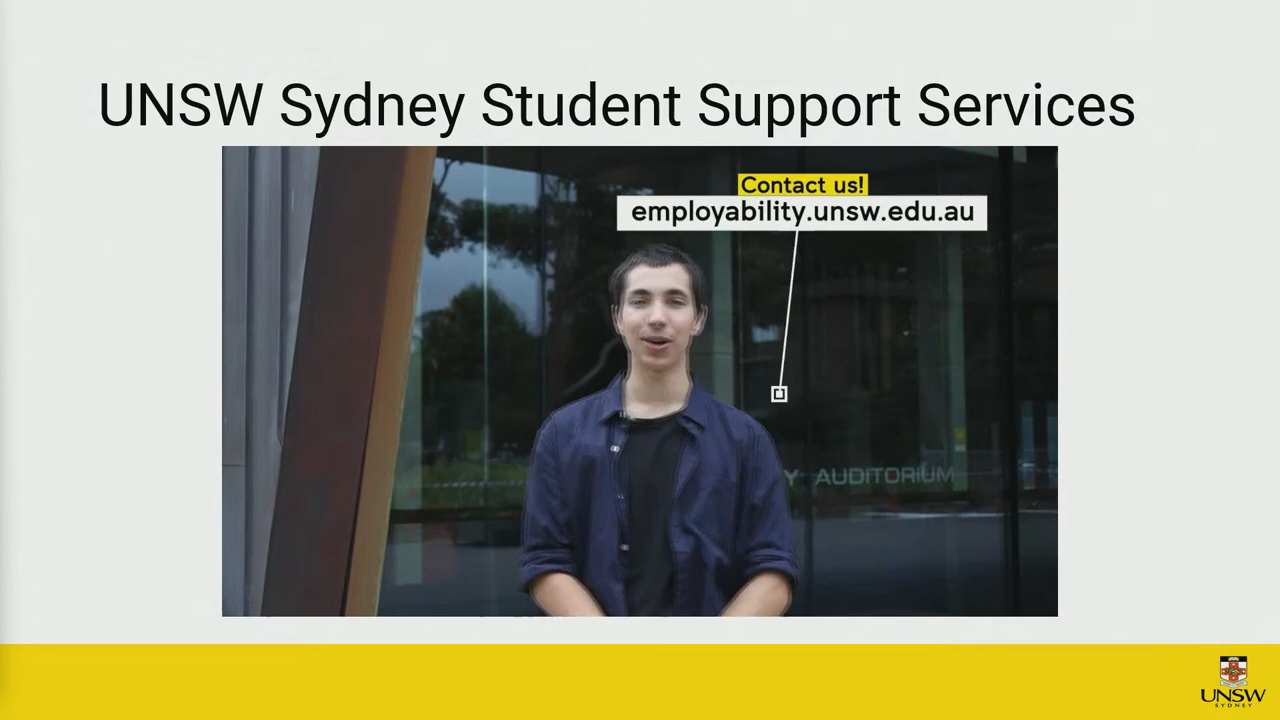 UNSW Sydney Student Support Services
Contact us!
employability.unsw.edu.au
Y AUDITORIUM
UNSW
SYDNEY